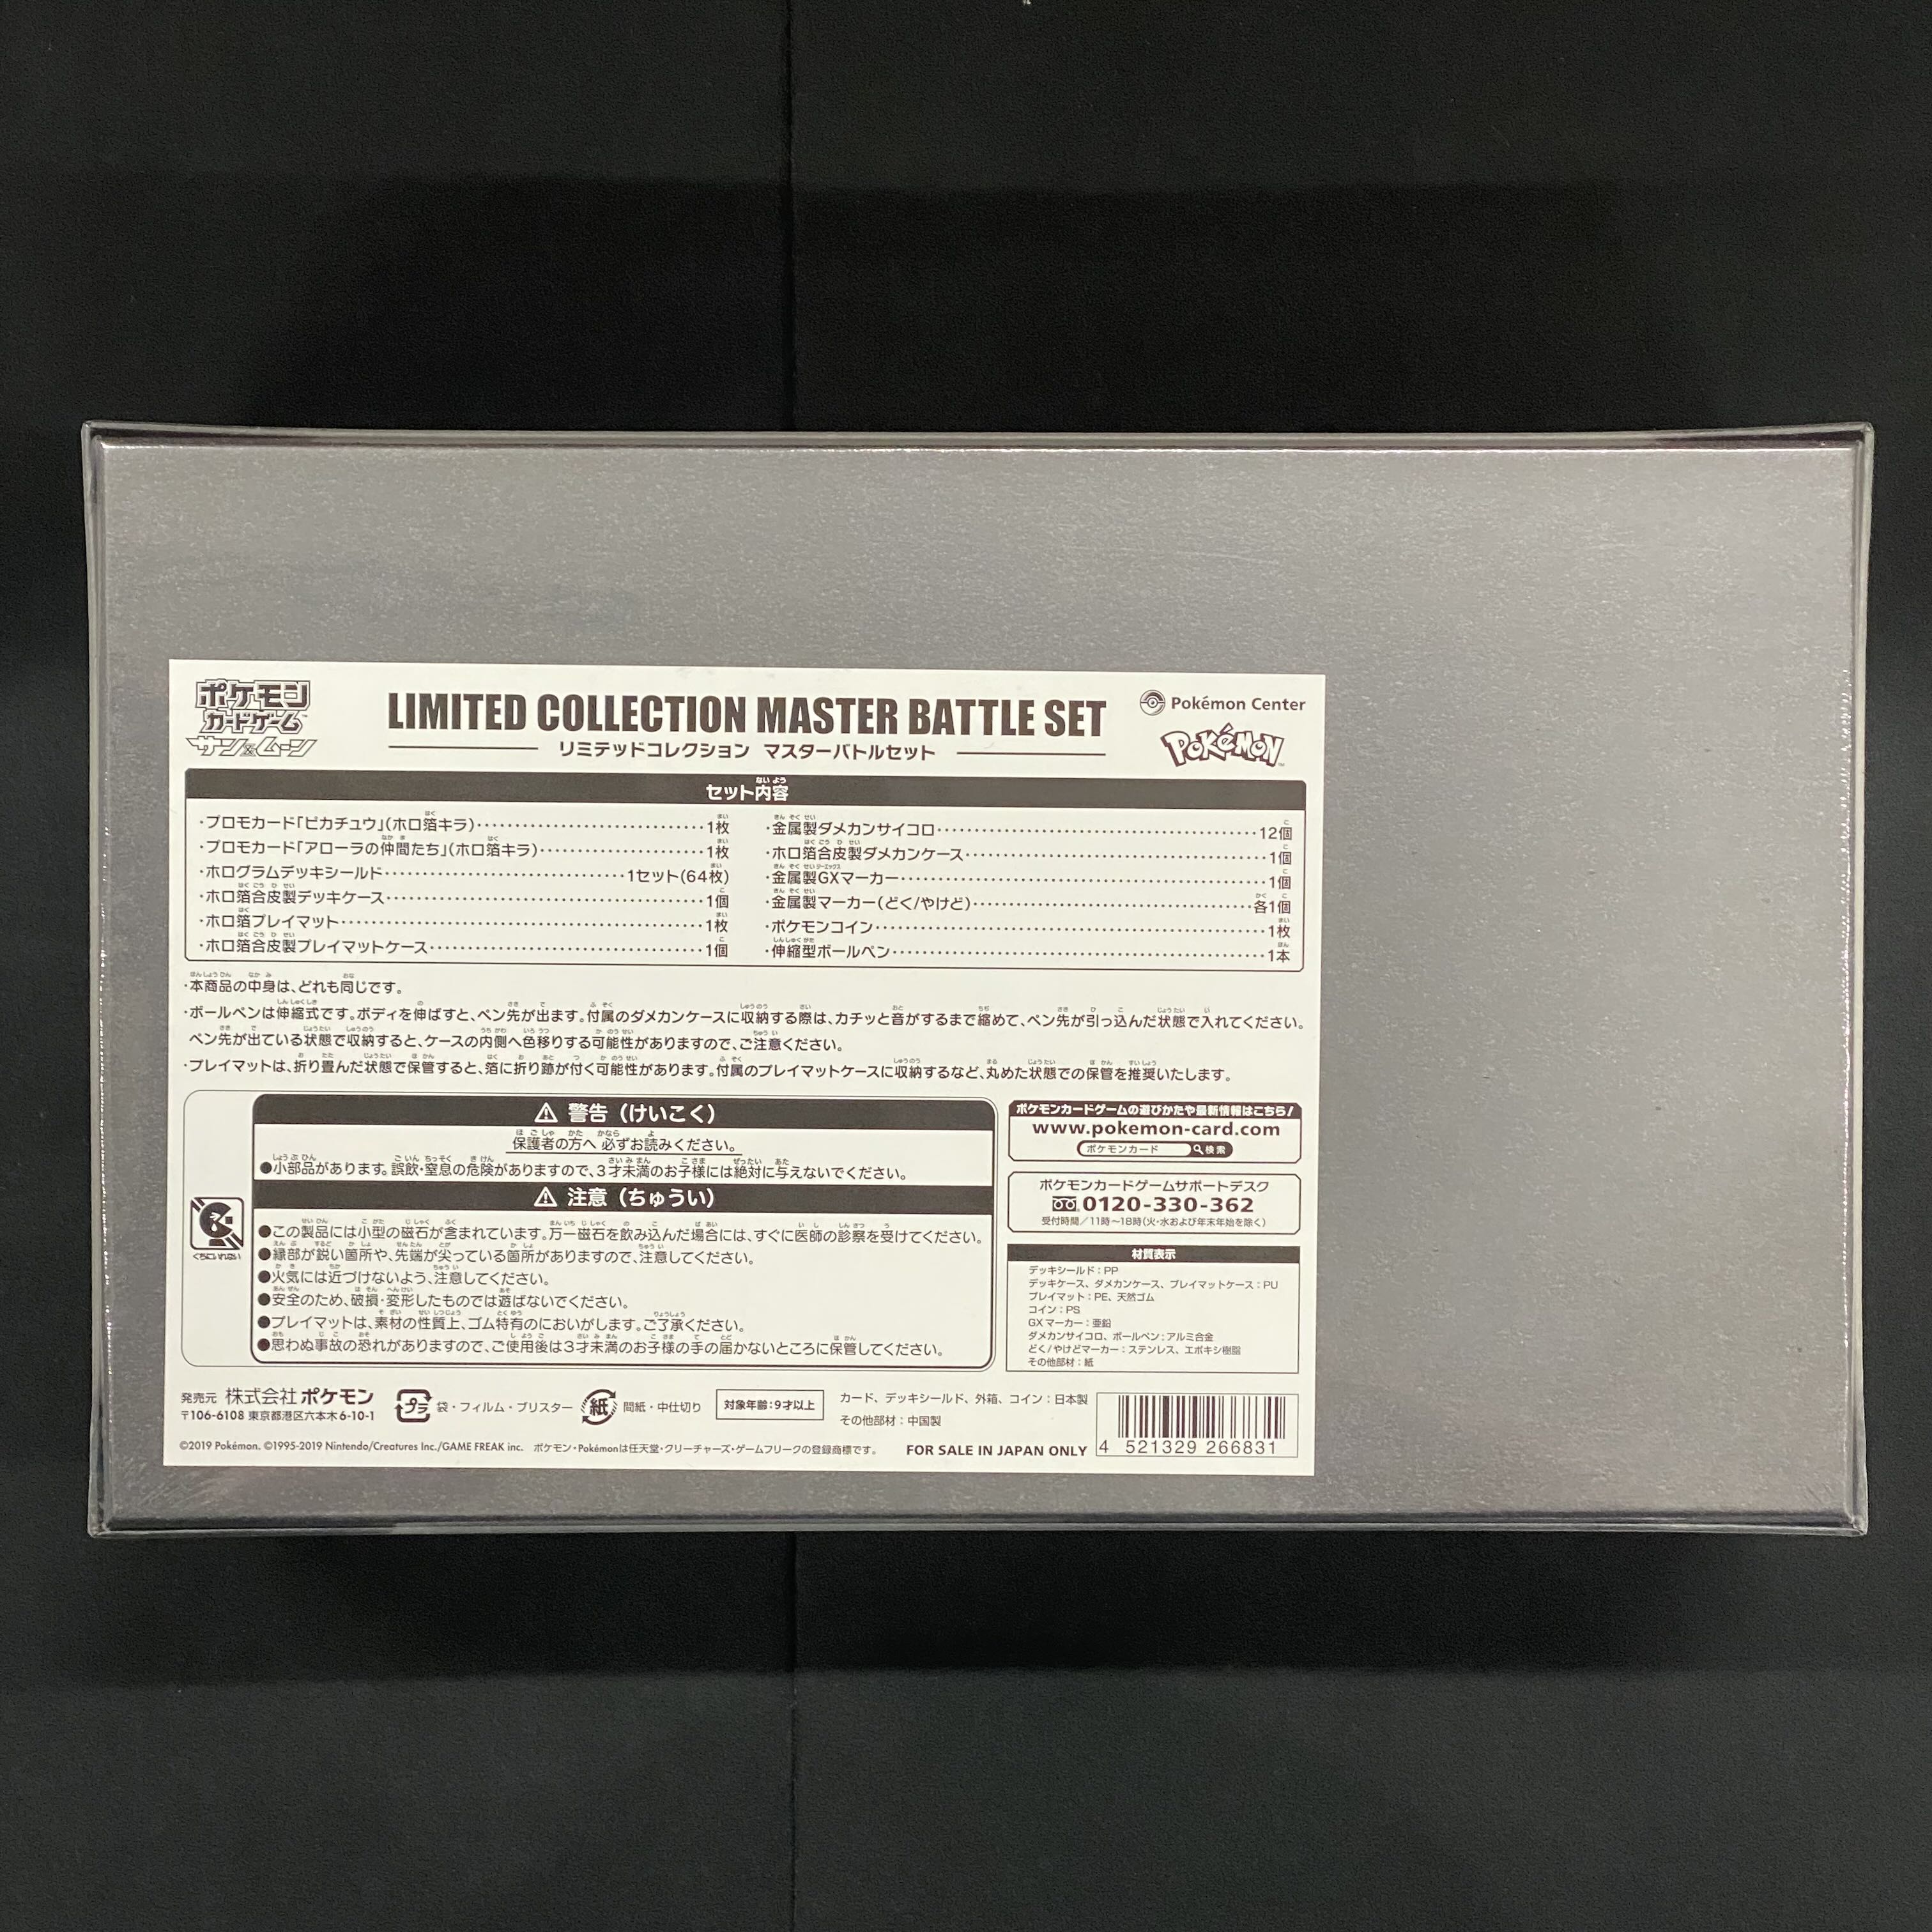 ポケモン
カードゲーム
サン&ムーン
LIMITED COLLECTION MASTER BATTLE SET
リミテッドコレクション マスターバトルセット
Pokémon Center
POKéMON
セット内容
・プロモカード「ピカチュウ」(ホロ箔キラ)……1枚
・プロモカード「アローラの仲間たち」(ホロ箔キラ)……1枚
・ホログラムデッキシールド……1セット(64枚)
・ホロ箔合皮製デッキケース……1個
・ホロ箔プレイマット……1枚
・ホロ箔合皮製プレイマットケース……1個
・金属製ダメカンサイコロ……12個
・ホロ箔合皮製ダメカンケース……1個
・金属製GXマーカー……1個
・金属製マーカー(どく/やけど)……各1個
・ポケモンコイン……1枚
・伸縮型ボールペン……1本
・本商品の中身は、どれも同じです。
・ボールペンは伸縮式です。ボディを伸ばすと、ペン先が出ます。付属のダメカンケースに収納する際は、カチッと音がするまで縮めて、ペン先が引っ込んだ状態で入れてください。
ペン先が出ている状態で収納すると、ケースの内側へ色移りする可能性がありますので、ご注意ください。
・プレイマットは、折り畳んだ状態で保管すると、箔に折り跡が付く可能性があります。付属のプレイマットケースに収納するなど、丸めた状態での保管を推奨いたします。
くちにいれない
警告(けいこく)
保護者の方へ 必ずお読みください。
●小部品があります。誤飲・窒息の危険がありますので、3才未満のお子様には絶対に与えないでください。
注意(ちゅうい)
●この製品には小型の磁石が含まれています。万一磁石を飲み込んだ場合には、すぐに医師の診察を受けてください。
●縁部が鋭い箇所や、先端が尖っている箇所がありますので、注意してください。
●火気には近づけないよう、注意してください。
●安全のため、破損・変形したものでは遊ばないでください。
●プレイマットは、素材の性質上、ゴム特有のにおいがします。ご了承ください。
●思わぬ事故の恐れがありますので、ご使用後は3才未満のお子様の手の届かないところに保管してください。
ポケモンカードゲームの遊びかたや最新情報はこちら!
www.pokemon-card.com
ポケモンカード 検索
ポケモンカードゲームサポートデスク
0120-330-362
受付時間/11時~18時(火・水および年末年始を除く)
材質表示
デッキシールド:PP
デッキケース、ダメカンケース、プレイマットケース:PU
プレイマット:PE、天然ゴム
コイン:PS
GXマーカー:亜鉛
ダメカンサイコロ、ボールペン:アルミ合金
どく/やけどマーカー:ステンレス、エポキシ樹脂
その他部材:紙
発売元 株式会社ポケモン
〒106-6108 東京都港区六本木6-10-1
プラ 袋・フィルム・ブリスター
紙 間紙・中仕切り
対象年齢:9才以上
カード、デッキシールド、外箱、コイン:日本製
その他部材:中国製
4 521329 266831
©2019 Pokémon. ©1995-2019 Nintendo/Creatures Inc./GAME FREAK inc. ポケモン・Pokémonは任天堂・クリーチャーズ・ゲームフリークの登録商標です。
FOR SALE IN JAPAN ONLY